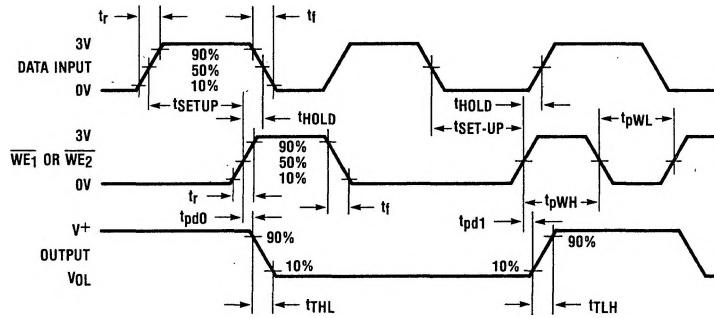 tr tf
3V
90%
DATA INPUT 50%
10%
0V
tSETUP tHOLD tHOLD tSET-UP tpWL
3V
90%
WE1 OR WE2 50%
10%
0V
tr tf tpWH
tpd0 tpd1
V+
90% 90%
OUTPUT
10% 10%
VOL
tTHL tTLH